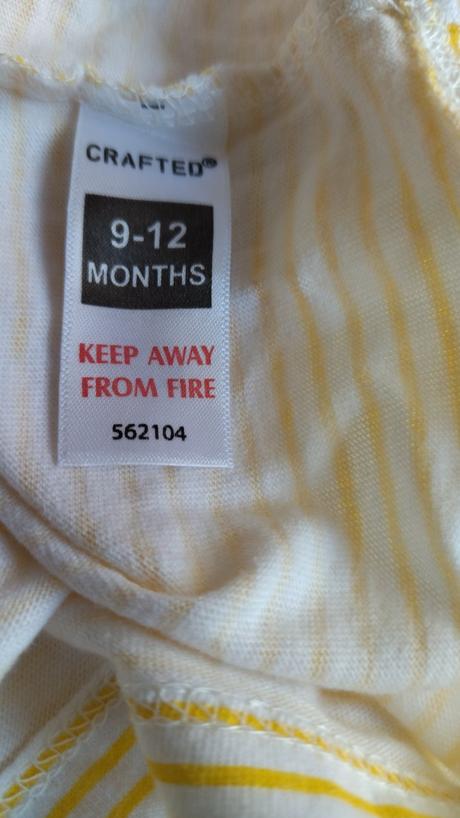 CRAFTED®
9-12
MONTHS
KEEP AWAY
FROM FIRE
562104